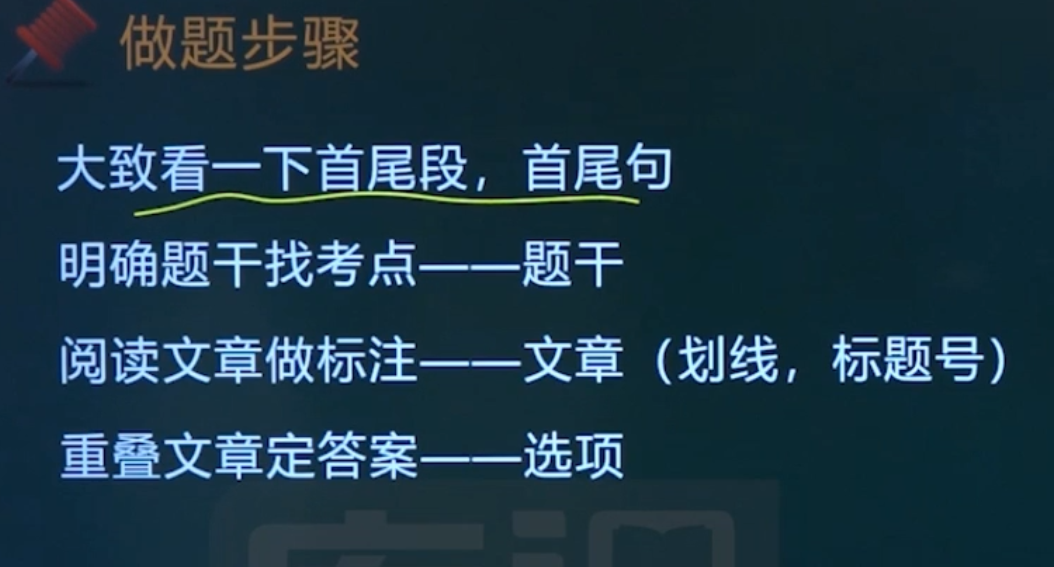 做题步骤
大致看一下首尾段，首尾句
明确题干找考点——题干
阅读文章做标注——文章（划线，标题号）
重叠文章定答案——选项